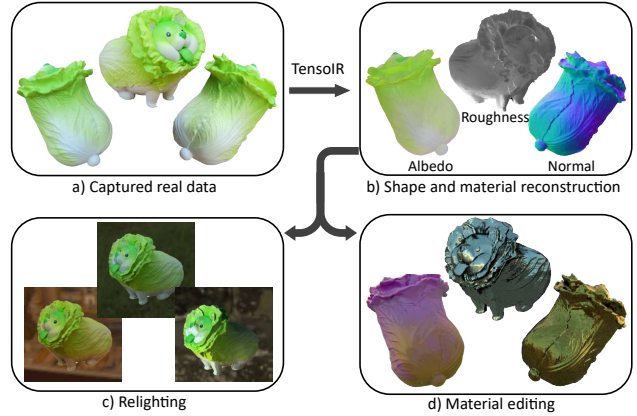 TensoIR
Roughness
Albedo
Normal
a) Captured real data
b) Shape and material reconstruction
c) Relighting
d) Material editing